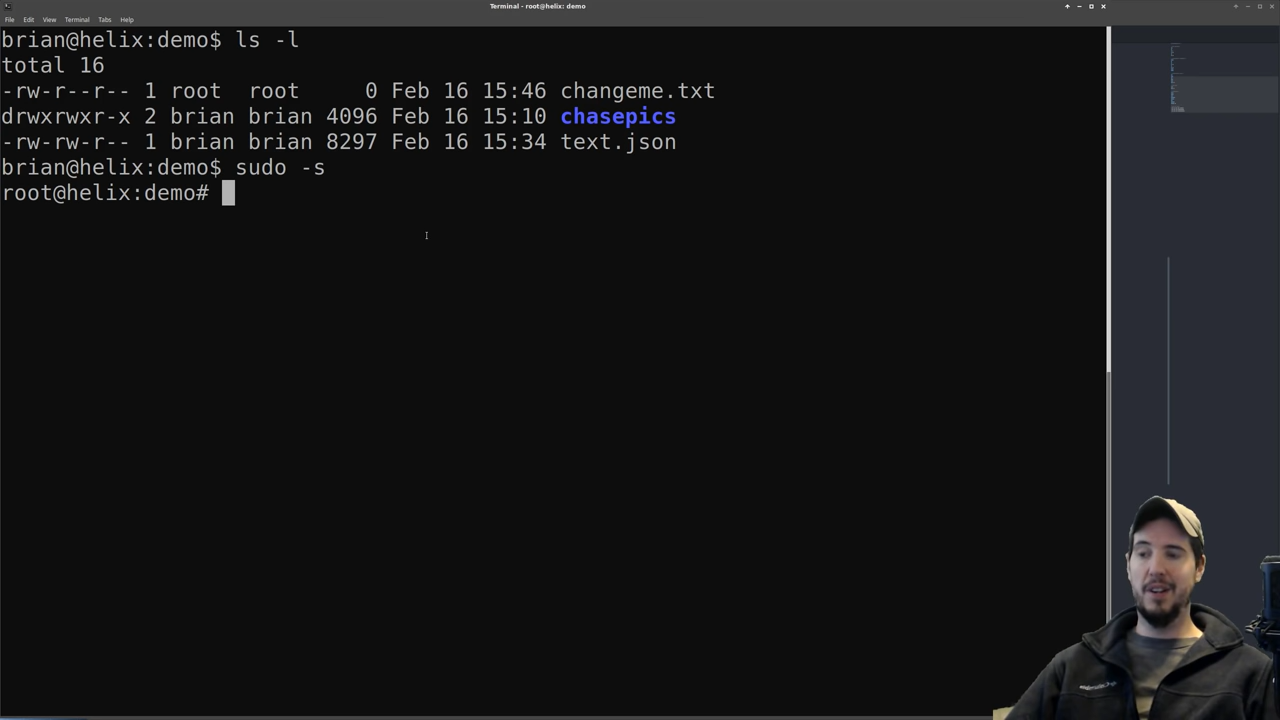 Terminal - root@helix: demo
File Edit View Terminal Tabs Help
brian@helix:demo$ ls -l
total 16
-rw-r--r-- 1 root  root     0 Feb 16 15:46 changeme.txt
drwxrwxr-x 2 brian brian 4096 Feb 16 15:10 chasepics
-rw-rw-r-- 1 brian brian 8297 Feb 16 15:34 text.json
brian@helix:demo$ sudo -s
root@helix:demo#